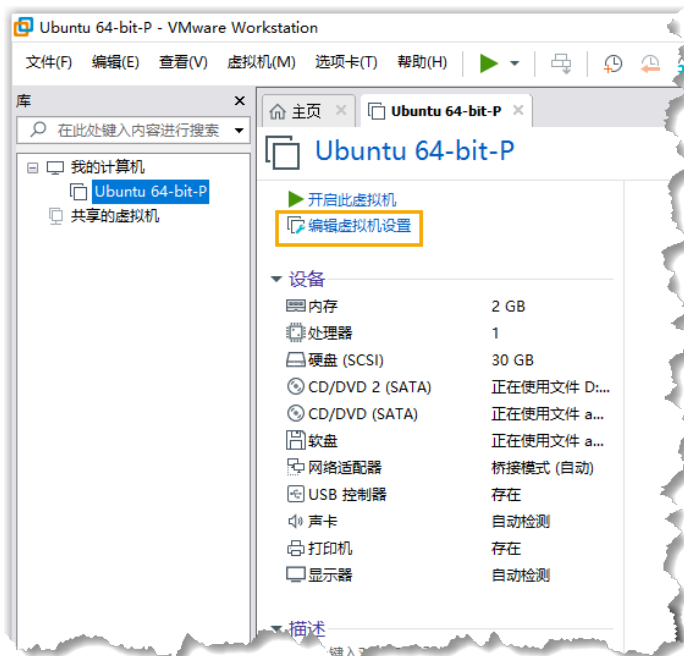 Ubuntu 64-bit-P - VMware Workstation
文件(F) 编辑(E) 查看(V) 虚拟机(M) 选项卡(T) 帮助(H)
库
在此处键入内容进行搜索
我的计算机
Ubuntu 64-bit-P
共享的虚拟机
主页 Ubuntu 64-bit-P
Ubuntu 64-bit-P
开启此虚拟机
编辑虚拟机设置
设备
内存 2 GB
处理器 1
硬盘 (SCSI) 30 GB
CD/DVD 2 (SATA) 正在使用文件 D:...
CD/DVD (SATA) 正在使用文件 a...
软盘 正在使用文件 a...
网络适配器 桥接模式 (自动)
USB 控制器 存在
声卡 自动检测
打印机 存在
显示器 自动检测
描述
键入对